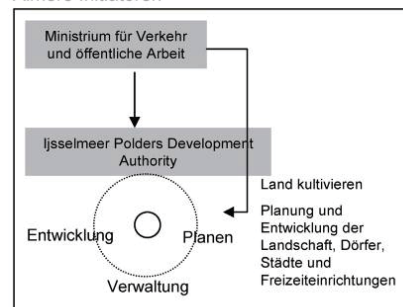 Ministrium für Verkehr
und öffentliche Arbeit
Ijsselmeer Polders Development
Authority
Land kultivieren
Planung und
Entwicklung der
Landschaft, Dörfer,
Städte und
Freizeiteinrichtungen
Entwicklung
Planen
Verwaltung